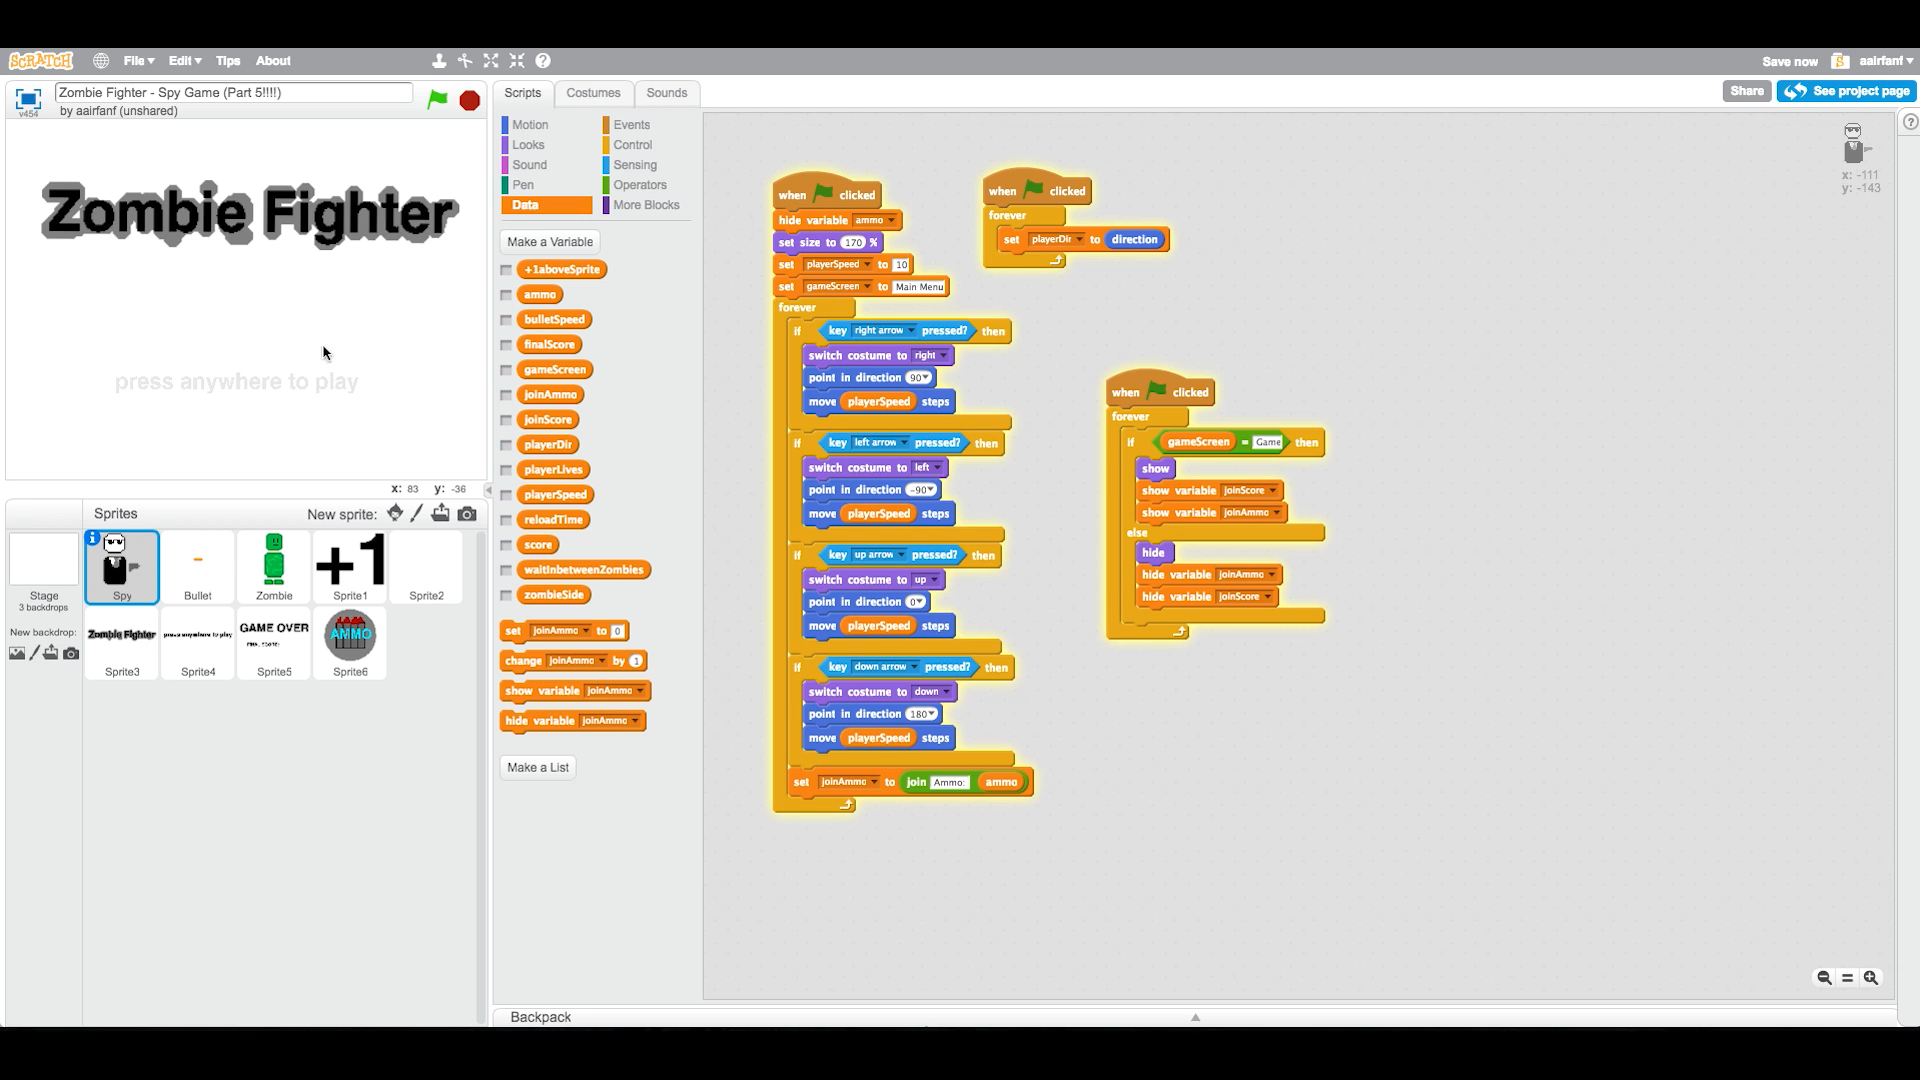 SCRATCH File Edit Tips About Save now aairfanf
v454
Zombie Fighter - Spy Game (Part 5!!!!)
by aairfanf (unshared)
Scripts Costumes Sounds
Share See project page
Zombie Fighter
press anywhere to play
x: 83 y: -36
Sprites New sprite:
Stage
3 backdrops
New backdrop:
Spy Bullet Zombie Sprite1 Sprite2
+1
Zombie Fighter
press anywhere to play
GAME OVER
AMMO
Sprite3 Sprite4 Sprite5 Sprite6
Motion Events
Looks Control
Sound Sensing
Pen Operators
Data More Blocks
Make a Variable
+1aboveSprite
ammo
bulletSpeed
finalScore
gameScreen
joinAmmo
joinScore
playerDir
playerLives
playerSpeed
reloadTime
score
waitInbetweenZombies
zombieSide
set joinAmmo to 0
change joinAmmo by 1
show variable joinAmmo
hide variable joinAmmo
Make a List
when clicked
hide variable ammo
set size to 170 %
set playerSpeed to 10
set gameScreen to Main Menu
forever
if key right arrow pressed? then
switch costume to right
point in direction 90
move playerSpeed steps
if key left arrow pressed? then
switch costume to left
point in direction -90
move playerSpeed steps
if key up arrow pressed? then
switch costume to up
point in direction 0
move playerSpeed steps
if key down arrow pressed? then
switch costume to down
point in direction 180
move playerSpeed steps
set joinAmmo to join Ammo: ammo
when clicked
forever
set playerDir to direction
when clicked
forever
if gameScreen = Game then
show
show variable joinScore
show variable joinAmmo
else
hide
hide variable joinAmmo
hide variable joinScore
x: -111
y: -143
Backpack